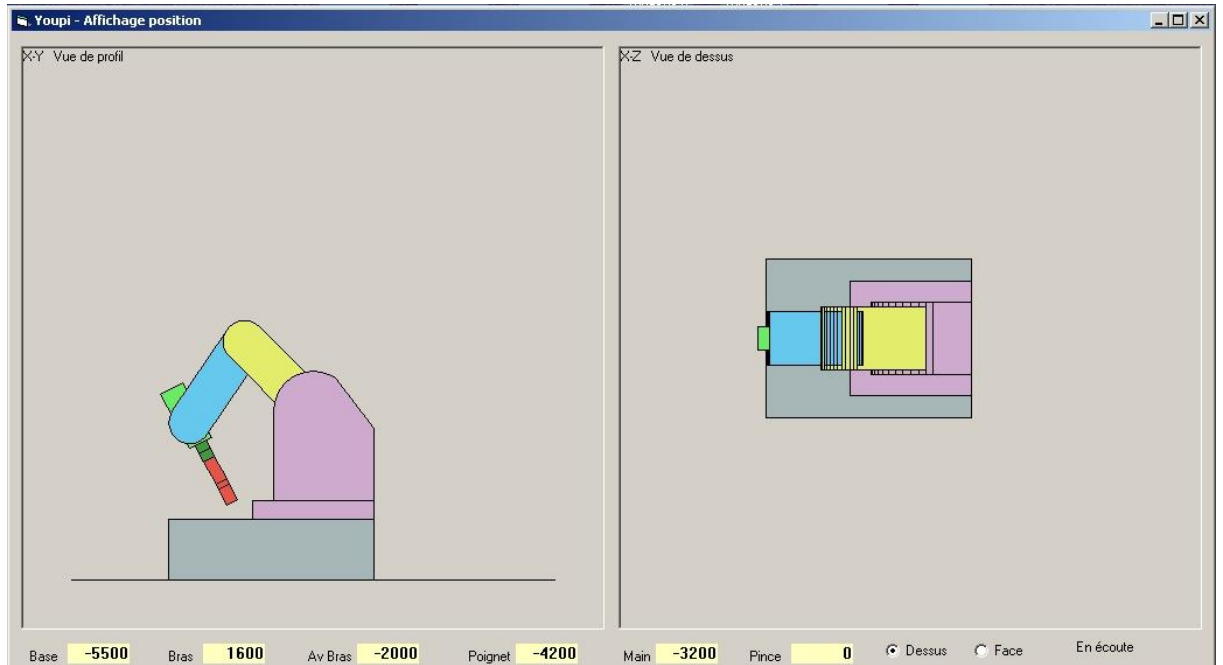 Youpi - Affichage position
X-Y Vue de profil
X-Z Vue de dessus
Base -5500 Bras 1600 Av Bras -2000 Poignet -4200 Main -3200 Pince 0 Dessus Face En écoute